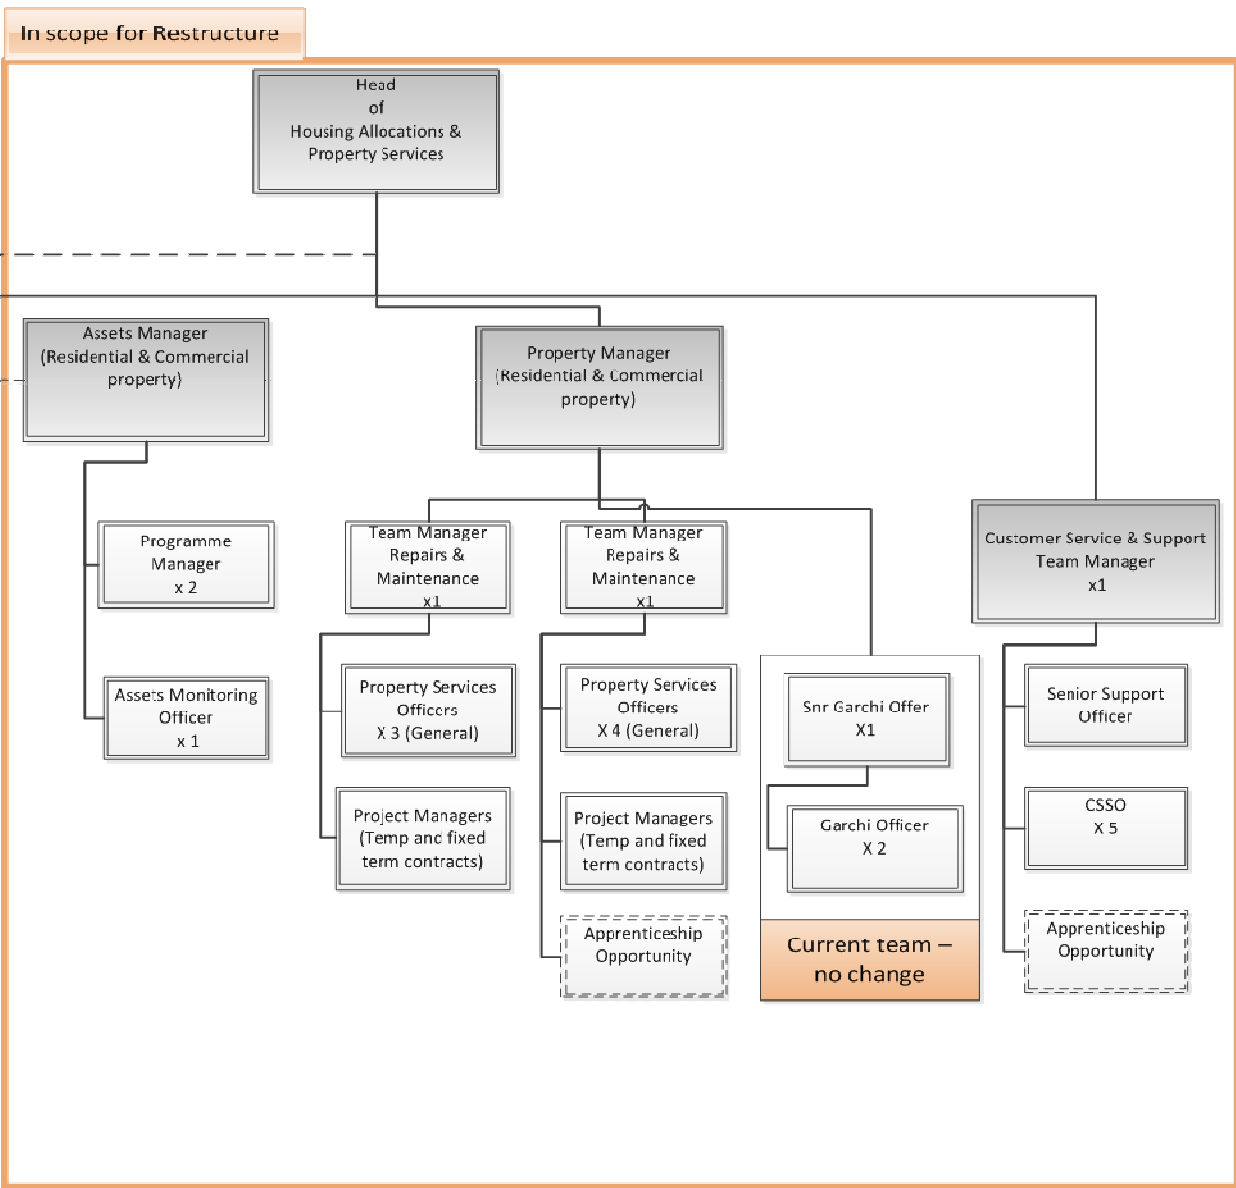 In scope for Restructure
Head
of
Housing Allocations &
Property Services
Assets Manager
(Residential & Commercial
property)
Property Manager
(Residential & Commercial
property)
Customer Service & Support
Team Manager
x1
Programme
Manager
x 2
Assets Monitoring
Officer
x 1
Team Manager
Repairs &
Maintenance
x1
Property Services
Officers
X 3 (General)
Project Managers
(Temp and fixed
term contracts)
Team Manager
Repairs &
Maintenance
x1
Property Services
Officers
X 4 (General)
Project Managers
(Temp and fixed
term contracts)
Apprenticeship
Opportunity
Snr Garchi Offer
X1
Garchi Officer
X 2
Current team –
no change
Senior Support
Officer
CSSO
X 5
Apprenticeship
Opportunity